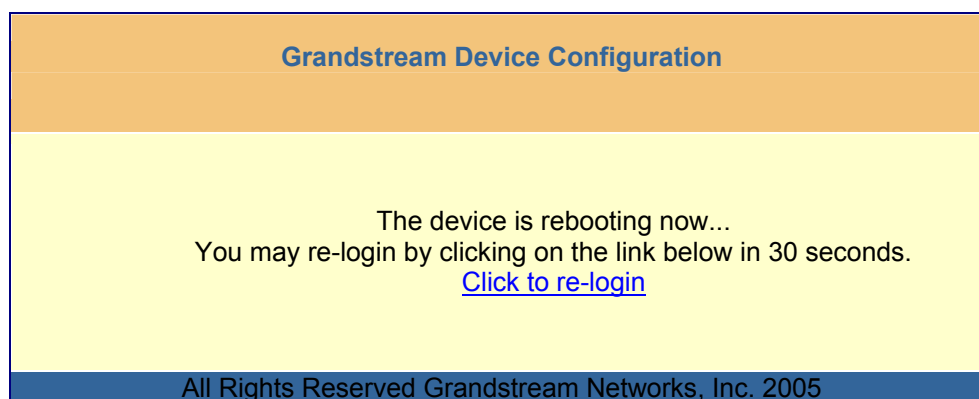 Grandstream Device Configuration
The device is rebooting now...
You may re-login by clicking on the link below in 30 seconds.
Click to re-login
All Rights Reserved Grandstream Networks, Inc. 2005